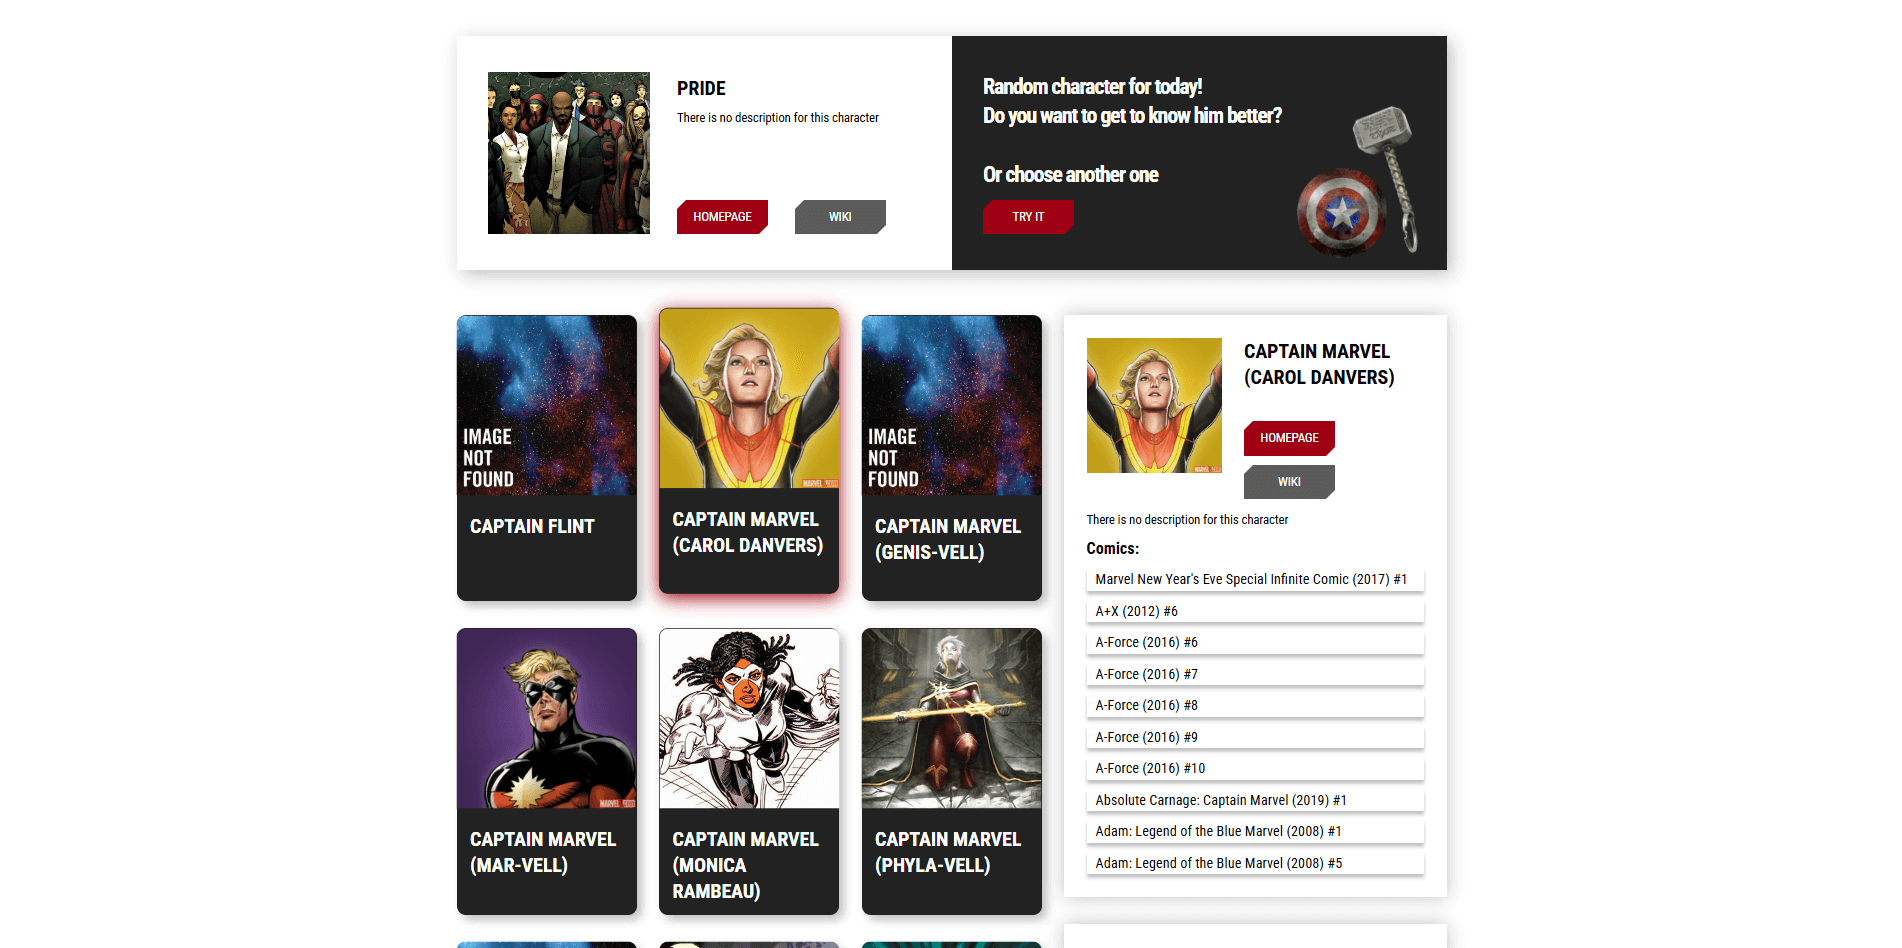 PRIDE
There is no description for this character
HOMEPAGE
WIKI
Random character for today!
Do you want to get to know him better?
Or choose another one
TRY IT
IMAGE
NOT
FOUND
CAPTAIN FLINT
CAPTAIN MARVEL
(CAROL DANVERS)
IMAGE
NOT
FOUND
CAPTAIN MARVEL
(GENIS-VELL)
CAPTAIN MARVEL
(MAR-VELL)
CAPTAIN MARVEL
(MONICA
RAMBEAU)
CAPTAIN MARVEL
(PHYLA-VELL)
CAPTAIN MARVEL
(CAROL DANVERS)
HOMEPAGE
WIKI
There is no description for this character
Comics:
Marvel New Year's Eve Special Infinite Comic (2017) #1
A+X (2012) #6
A-Force (2016) #6
A-Force (2016) #7
A-Force (2016) #8
A-Force (2016) #9
A-Force (2016) #10
Absolute Carnage: Captain Marvel (2019) #1
Adam: Legend of the Blue Marvel (2008) #1
Adam: Legend of the Blue Marvel (2008) #5